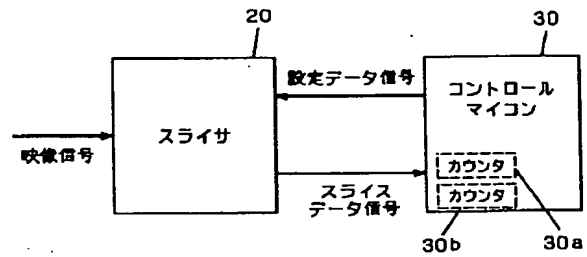 20
30
設定データ信号
コントロール
マイコン
スライサ
映像信号
カウンタ
スライス
データ信号
カウンタ
30b
30a